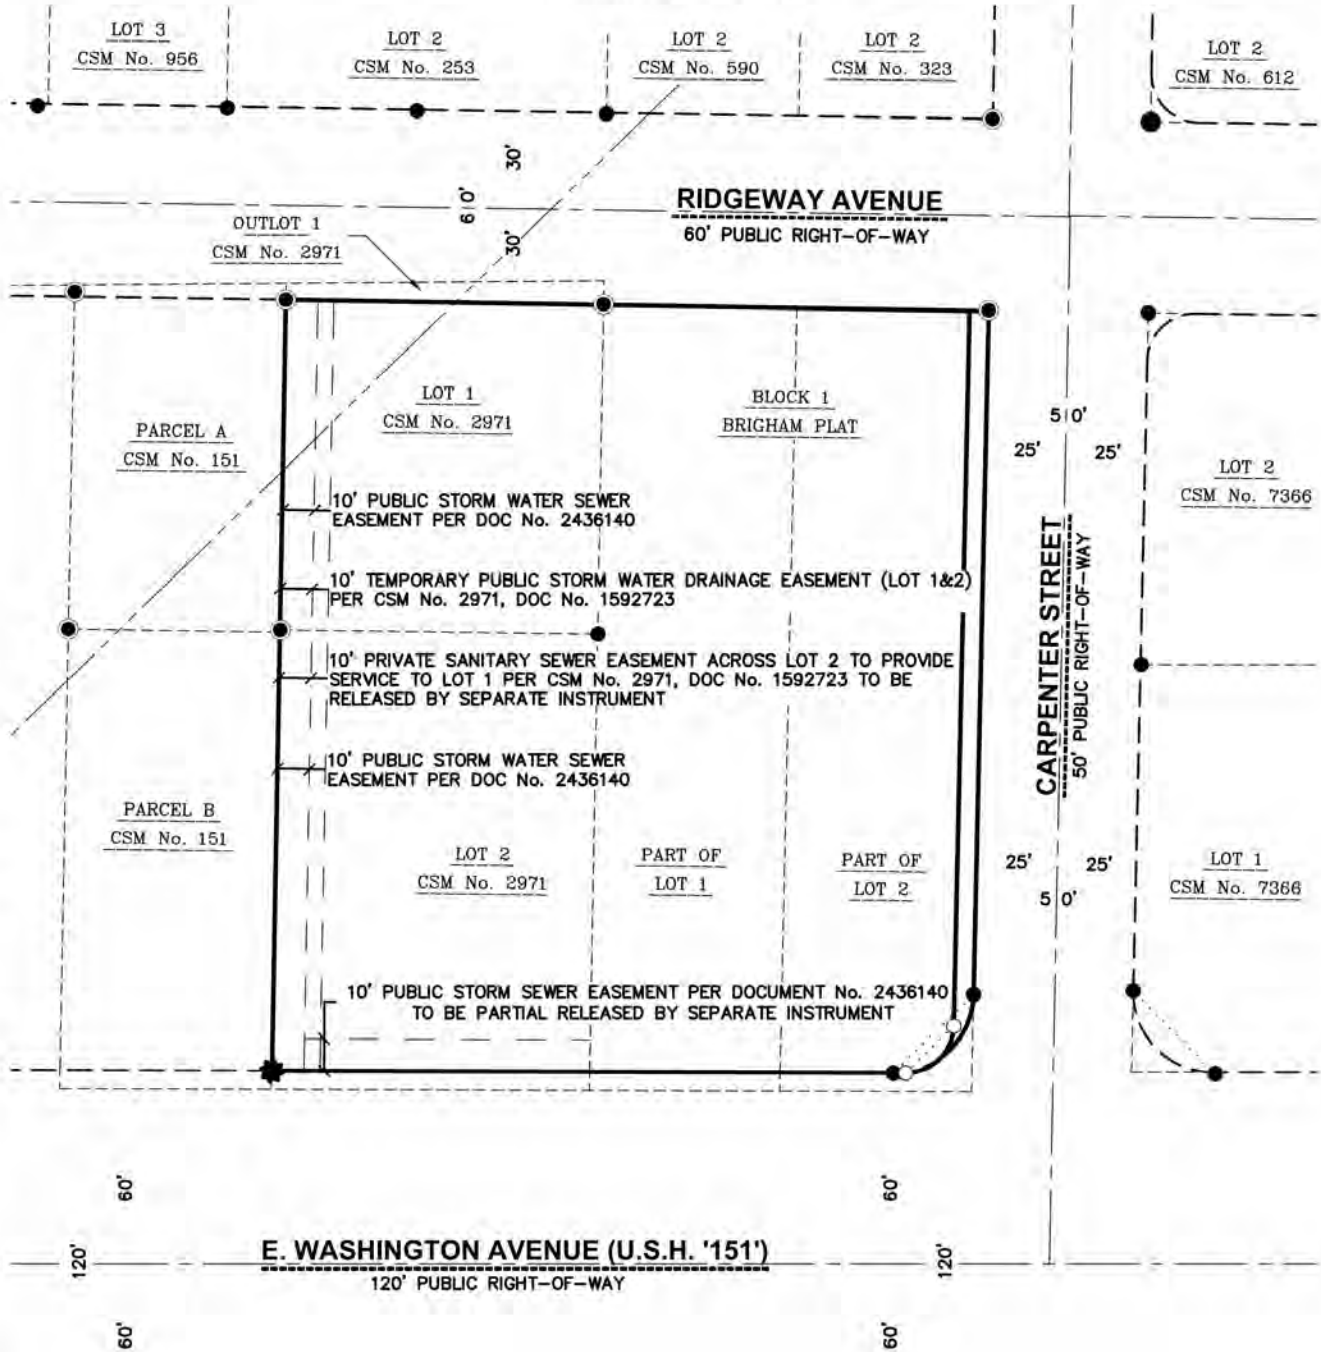 LOT 3
CSM No. 956
LOT 2
CSM No. 253
LOT 2
CSM No. 590
LOT 2
CSM No. 323
LOT 2
CSM No. 612
30'
60'
30'
RIDGEWAY AVENUE
60' PUBLIC RIGHT-OF-WAY
OUTLOT 1
CSM No. 2971
LOT 1
CSM No. 2971
BLOCK 1
BRIGHAM PLAT
PARCEL A
CSM No. 151
50'
25'
25'
LOT 2
CSM No. 7366
10' PUBLIC STORM WATER SEWER
EASEMENT PER DOC No. 2436140
10' TEMPORARY PUBLIC STORM WATER DRAINAGE EASEMENT (LOT 1&2)
PER CSM No. 2971, DOC No. 1592723
CARPENTER STREET
50' PUBLIC RIGHT-OF-WAY
10' PRIVATE SANITARY SEWER EASEMENT ACROSS LOT 2 TO PROVIDE
SERVICE TO LOT 1 PER CSM No. 2971, DOC No. 1592723 TO BE
RELEASED BY SEPARATE INSTRUMENT
10' PUBLIC STORM WATER SEWER
EASEMENT PER DOC No. 2436140
PARCEL B
CSM No. 151
LOT 2
CSM No. 2971
PART OF
LOT 1
PART OF
LOT 2
25'
25'
50'
LOT 1
CSM No. 7366
10' PUBLIC STORM SEWER EASEMENT PER DOCUMENT No. 2436140
TO BE PARTIAL RELEASED BY SEPARATE INSTRUMENT
60'
60'
120'
E. WASHINGTON AVENUE (U.S.H. '151')
120' PUBLIC RIGHT-OF-WAY
120'
60'
60'